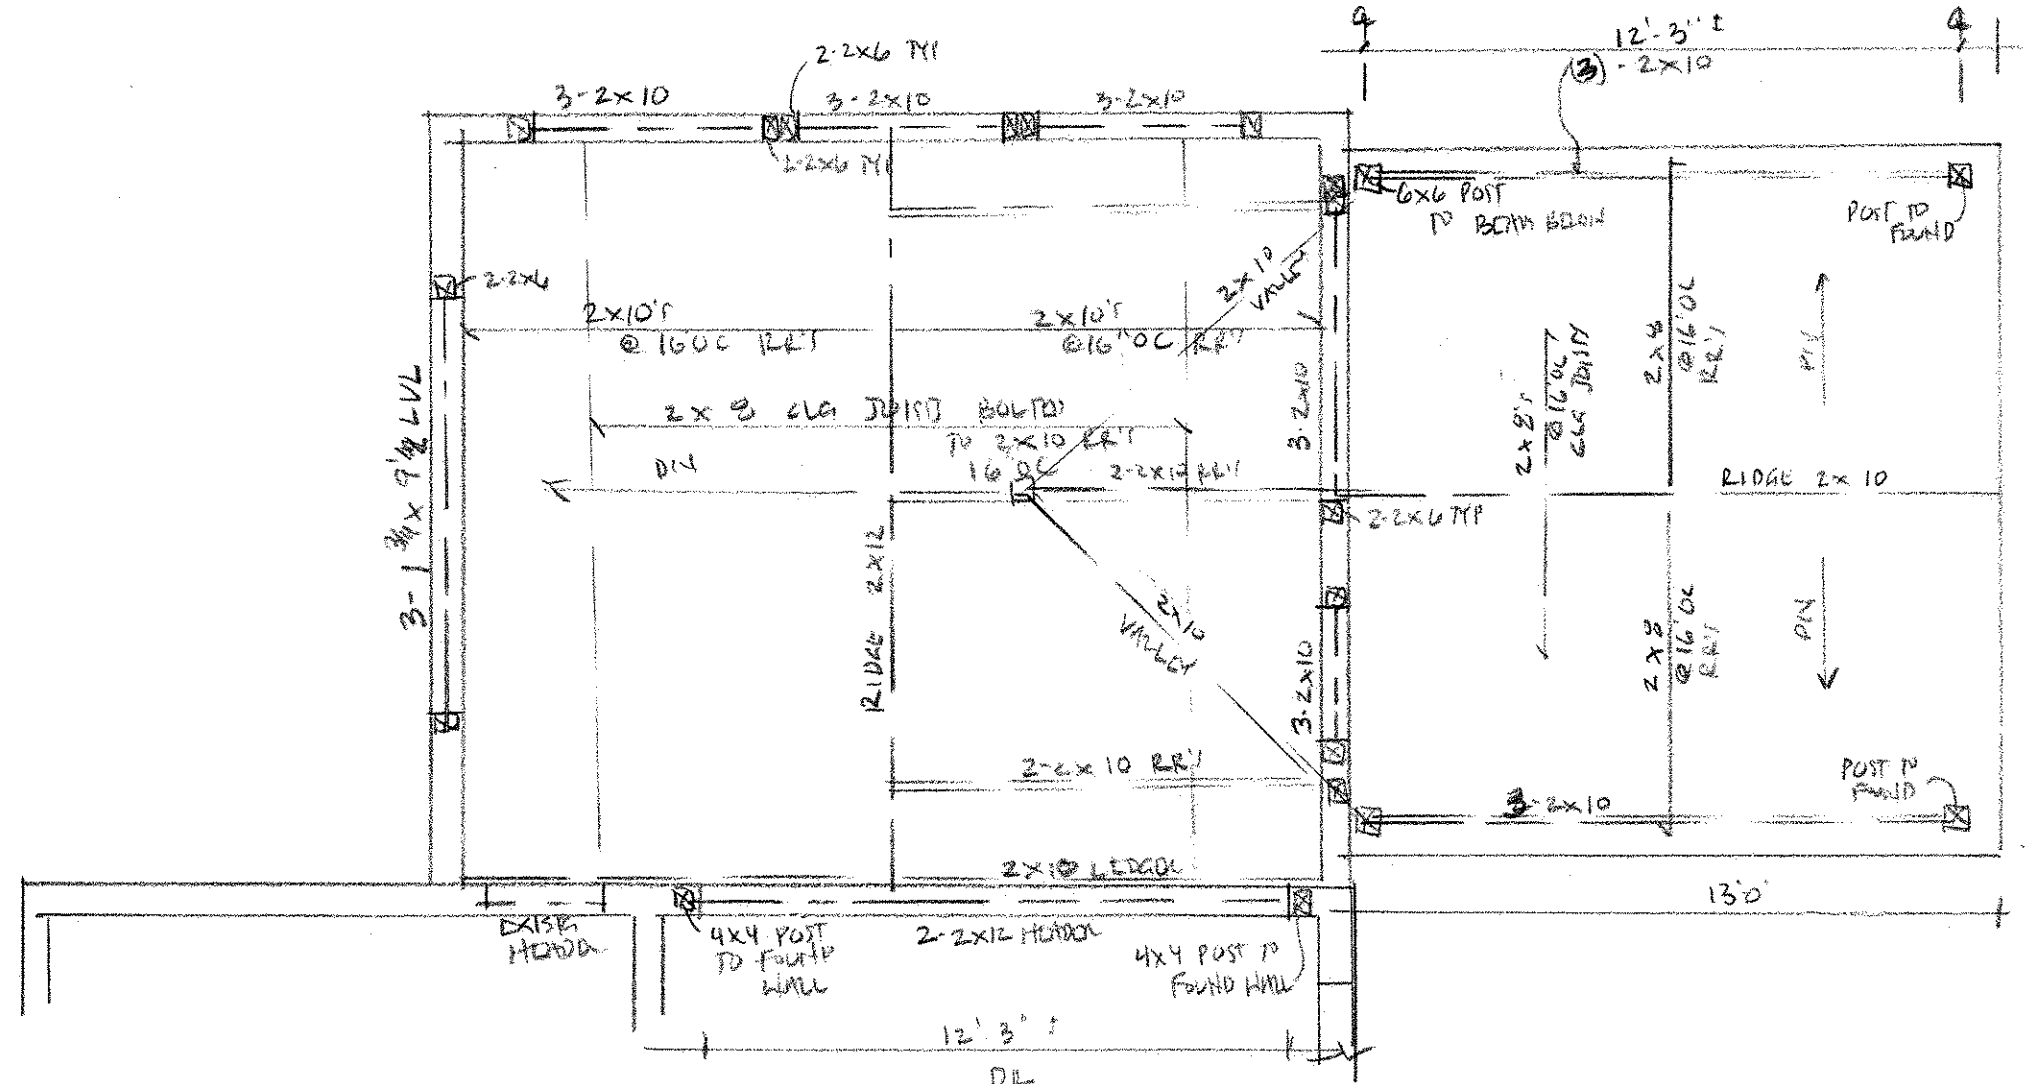 12'-3" ±
(3) - 2x10
2-2x6 TYP
3-2x10
3-2x10
3-2x10
2-2x6 TYP
6x6 POST
TO BEAM BELOW
POST TO
FOUND
2-2x6
2x10
VALLEY
2x10's
@ 16 OC RR'S
2x10's
@16" OC RR'S
3-1 3/4 x 9 1/2 LVL
2 x 8 CLG JOISTS BOLTED
TO 2x10 RR'S
16 OC
3-2x10
2x8's
@16"OC
CLG JOISTS
2x8
@16"OC
RR'S
DN
DN
2-2x12 RR'S
RIDGE 2x10
2-2x6 TYP
RIDGE 2x12
2x10
VALLEY
3-2x10
2x8
@16"OC
RR'S
DN
2-2x10 RR'S
3-2x10
POST TO
FOUND
2x10 LEDGER
13'0"
EXIST'G
HEADER
4x4 POST
TO FOUND
WALL
2-2x12 HEADER
4x4 POST TO
FOUND WALL
12'-3" ±